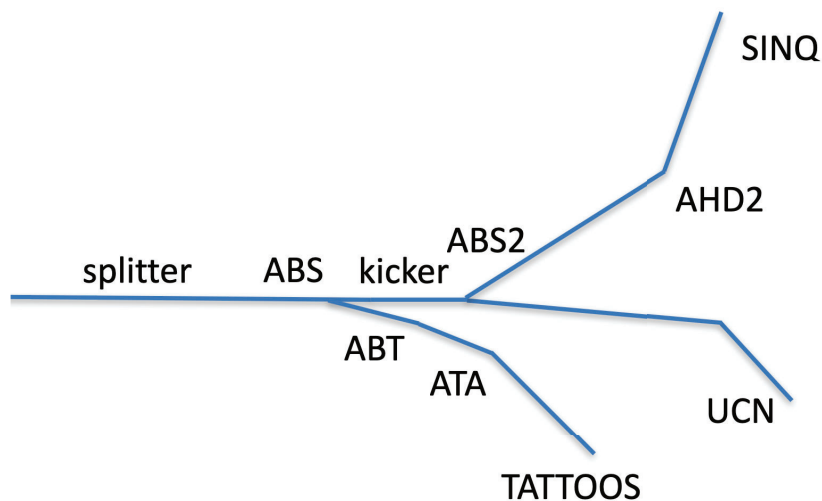 SINQ
AHD2
ABS2
splitter ABS kicker
ABT
ATA
UCN
TATTOOS